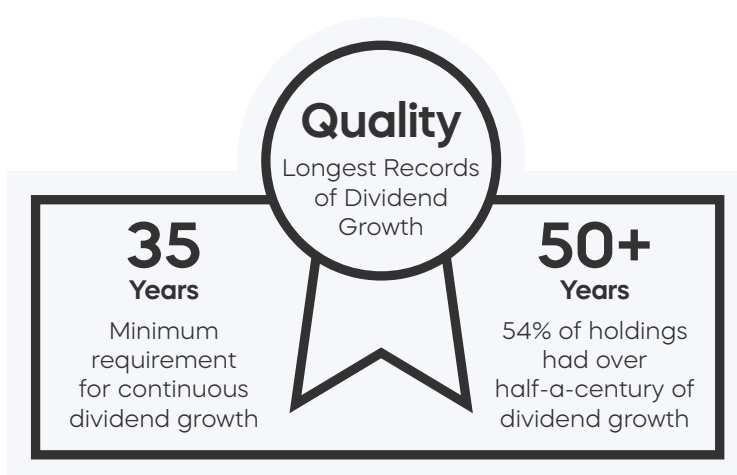 Quality
Longest Records
of Dividend
Growth
35
Years
Minimum
requirement
for continuous
dividend growth
50+
Years
54% of holdings
had over
half-a-century of
dividend growth